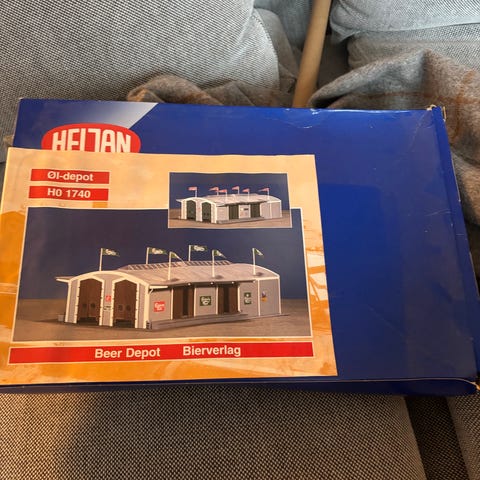 HELJAN
Øl-depot
H0 1740
Beer Depot Bierverlag